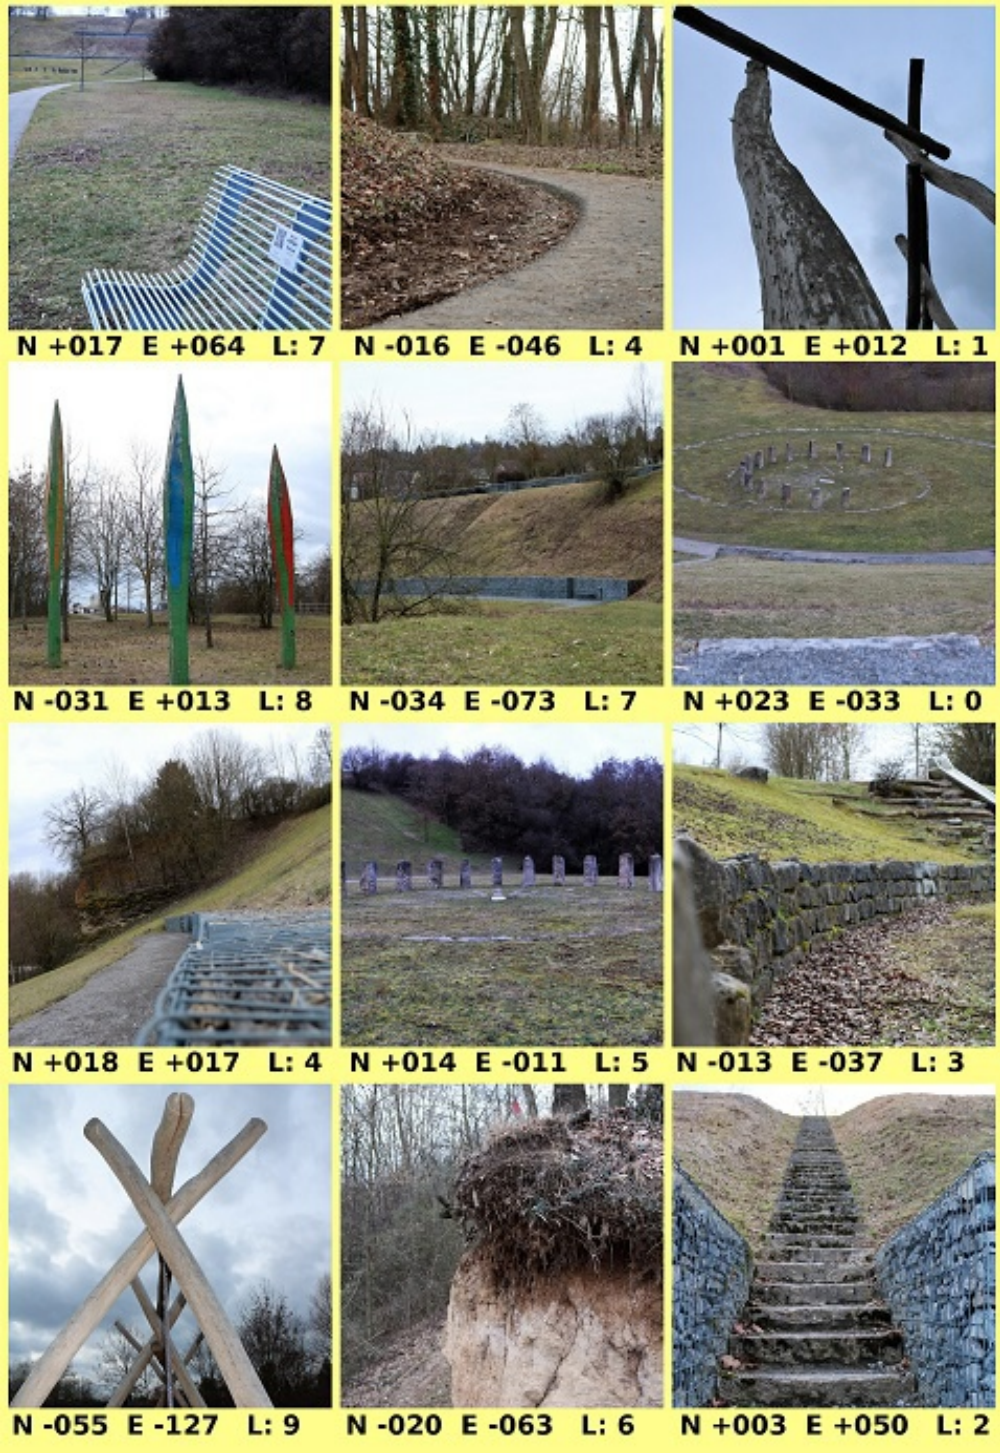 N +017 E +064 L: 7
N -016 E -046 L: 4
N +001 E +012 L: 1
N -031 E +013 L: 8
N -034 E -073 L: 7
N +023 E -033 L: 0
N +018 E +017 L: 4
N +014 E -011 L: 5
N -013 E -037 L: 3
N -055 E -127 L: 9
N -020 E -063 L: 6
N +003 E +050 L: 2